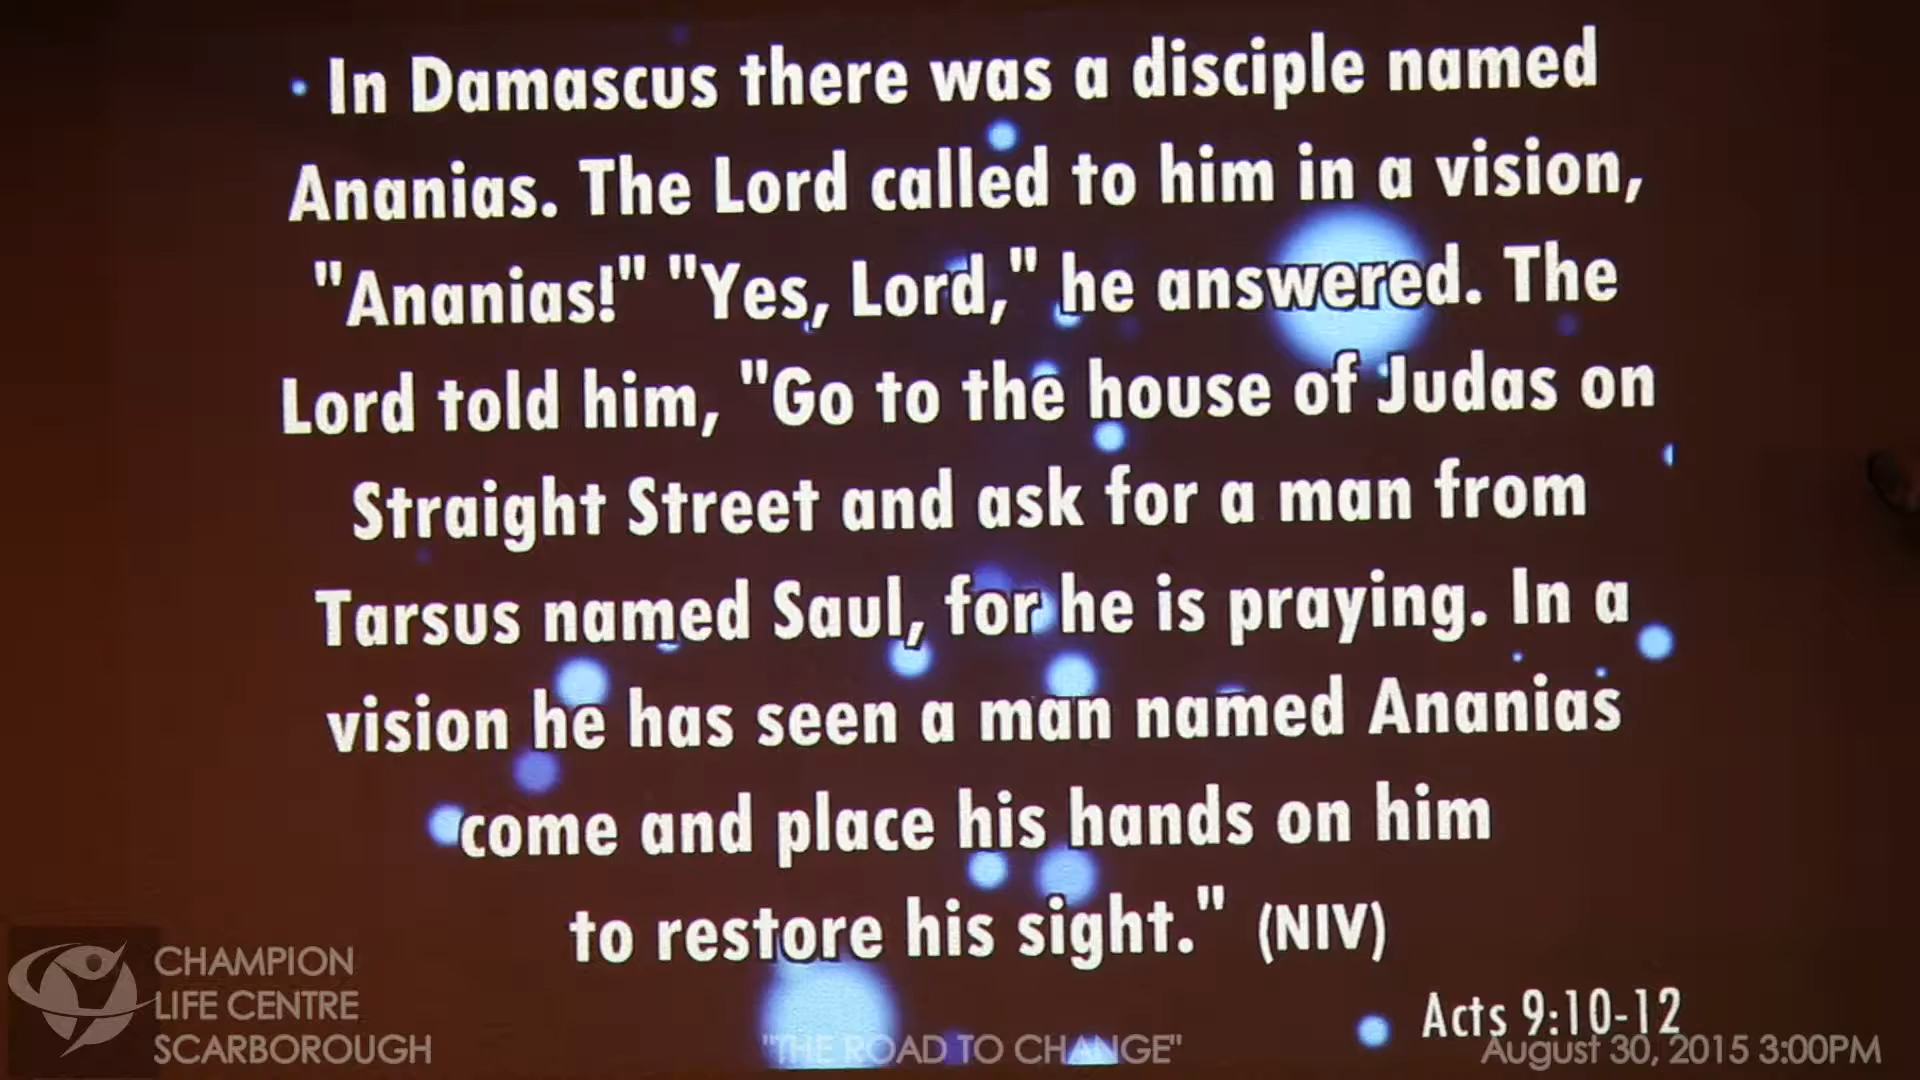 In Damascus there was a disciple named
Ananias. The Lord called to him in a vision,
"Ananias!" "Yes, Lord," he answered. The
Lord told him, "Go to the house of Judas on
Straight Street and ask for a man from
Tarsus named Saul, for he is praying. In a
vision he has seen a man named Ananias
come and place his hands on him
to restore his sight." (NIV)
Acts 9:10-12
CHAMPION
LIFE CENTRE
SCARBOROUGH
"THE ROAD TO CHANGE"
August 30, 2015 3:00PM